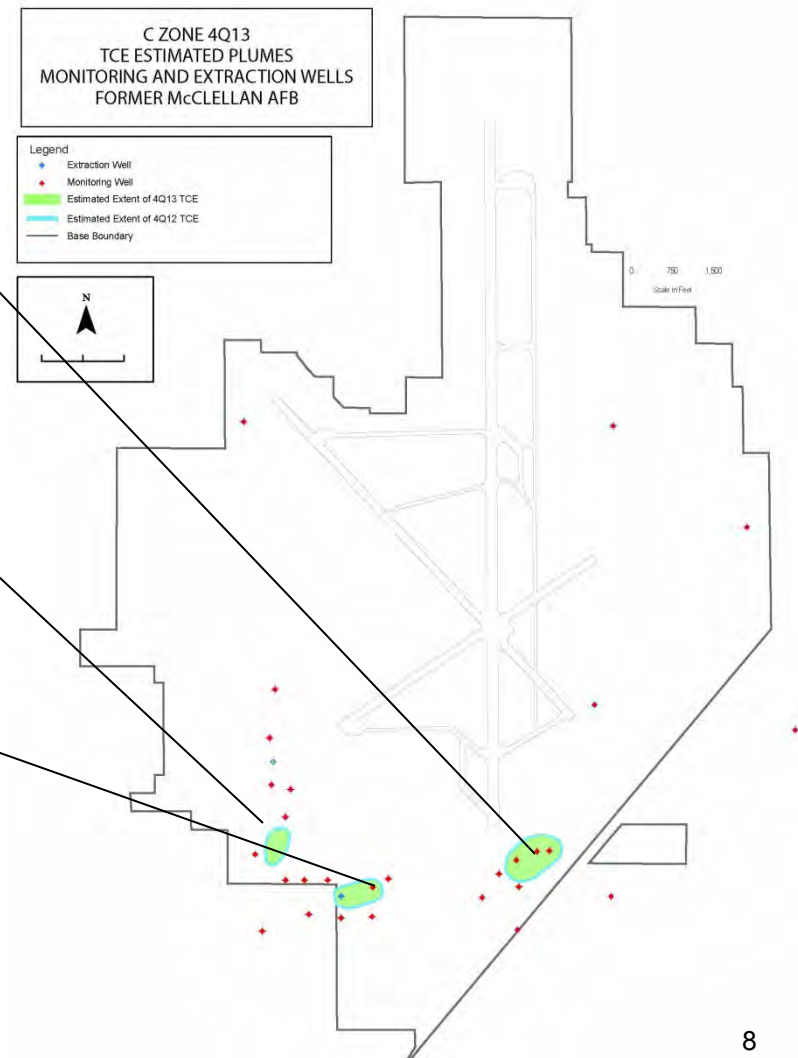 C ZONE 4Q13
TCE ESTIMATED PLUMES
MONITORING AND EXTRACTION WELLS
FORMER McCLELLAN AFB
Legend
Extraction Well
Monitoring Well
Estimated Extent of 4Q13 TCE
Estimated Extent of 4Q12 TCE
Base Boundary
N
0 750 1,500
Scale in Feet
8